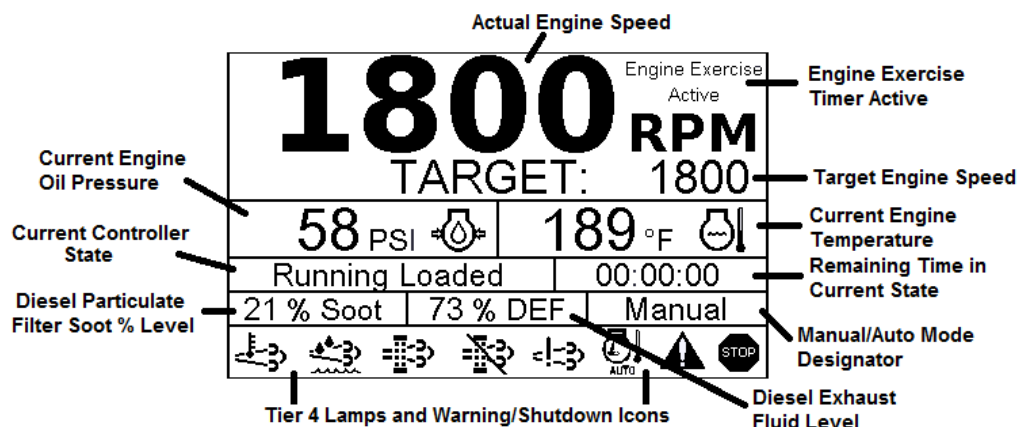 Actual Engine Speed
1800
Engine Exercise
Active
RPM
Engine Exercise
Timer Active
TARGET: 1800
Target Engine Speed
Current Engine
Oil Pressure
58 PSI
189 °F
Current Engine
Temperature
Current Controller
State
Running Loaded
00:00:00
Remaining Time in
Current State
Diesel Particulate
Filter Soot % Level
21 % Soot
73 % DEF
Manual
Manual/Auto Mode
Designator
AUTO
STOP
Tier 4 Lamps and Warning/Shutdown Icons
Diesel Exhaust
Fluid Level